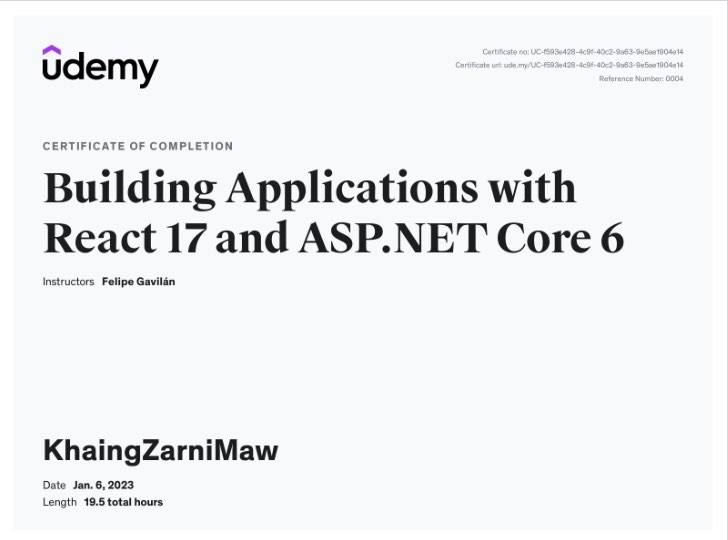 udemy
Certificate no: UC-f593e428-4c9f-40c2-9a63-9e5ae1904e14
Certificate url: ude.my/UC-f593e428-4c9f-40c2-9a63-9e5ae1904e14
Reference Number: 0004
CERTIFICATE OF COMPLETION
Building Applications with
React 17 and ASP.NET Core 6
Instructors Felipe Gavilán
KhaingZarniMaw
Date Jan. 6, 2023
Length 19.5 total hours